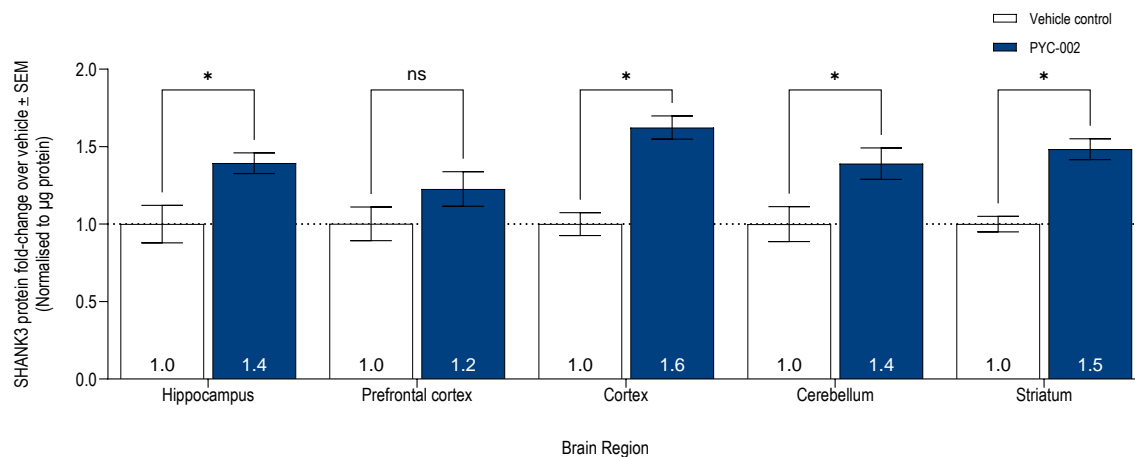 Vehicle control
PYC-002
SHANK3 protein fold-change over vehicle ± SEM
(Normalised to µg protein)
2.0
1.5
1.0
0.5
0.0
* ns * * *
1.0 1.4 1.0 1.2 1.0 1.6 1.0 1.4 1.0 1.5
Hippocampus Prefrontal cortex Cortex Cerebellum Striatum
Brain Region